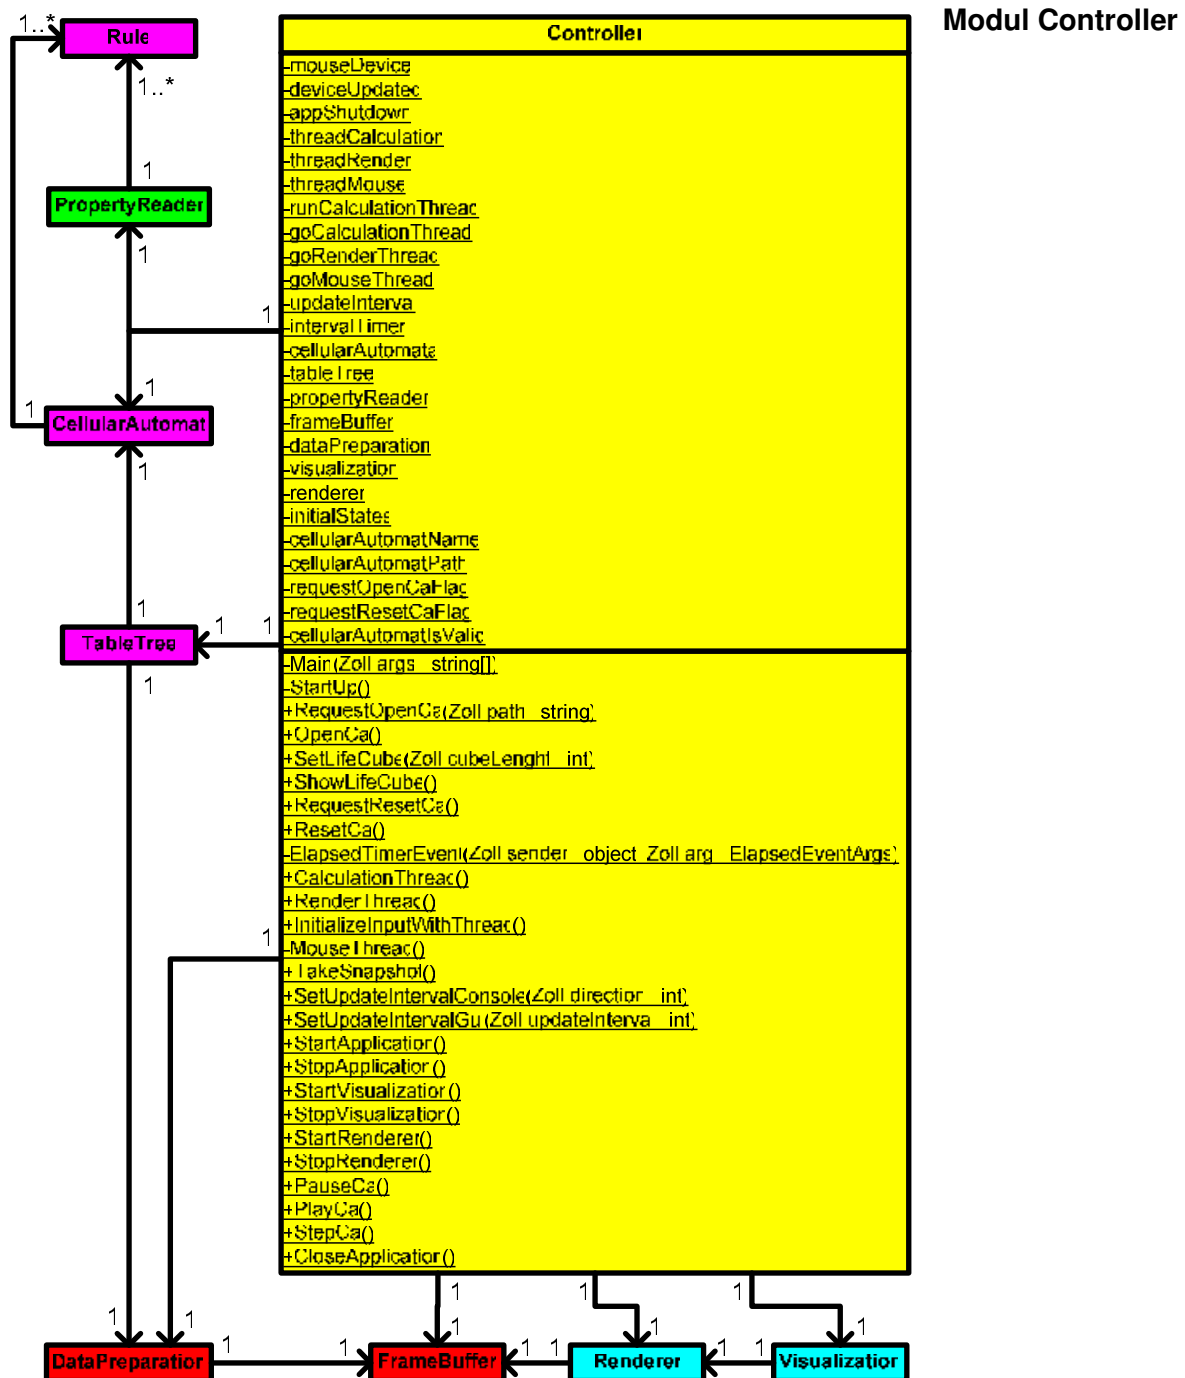 Modul Controller
1..*
Rule
1..*
1
PropertyReader
1
1
1
1
CellularAutomat
1
1
TableTree
1
1
1
Controller
-mouseDevice
-deviceUpdated
-appShutdown
-threadCalculation
-threadRender
-threadMouse
-runCalculationThread
-goCalculationThread
-goRenderThread
-goMouseThread
-updateInterval
-intervalTimer
-cellularAutomata
-tableTree
-propertyReader
-frameBuffer
-dataPreparation
-visualization
-renderer
-initialStates
-cellularAutomatName
-cellularAutomatPath
-requestOpenCaFlag
-requestResetCaFlag
-cellularAutomatIsValid
-Main(Zoll args string[])
-StartUp()
+RequestOpenCa(Zoll path string)
+OpenCa()
+SetLifeCube(Zoll cubeLenght int)
+ShowLifeCube()
+RequestResetCa()
+ResetCa()
-ElapsedTimerEvent(Zoll sender object Zoll arg ElapsedEventArgs)
+CalculationThread()
+RenderThread()
+InitializeInputWithThread()
-MouseThread()
+TakeSnapshot()
+SetUpdateIntervalConsole(Zoll direction int)
+SetUpdateIntervalGui(Zoll updateInterval int)
+StartApplication()
+StopApplication()
+StartVisualization()
+StopVisualization()
+StartRenderer()
+StopRenderer()
+PauseCa()
+PlayCa()
+StepCa()
+CloseApplication()
1
1
1
1
1
1
1
1
1
DataPreparation
1
1
FrameBuffer
1
1
Renderer
1
1
Visualization